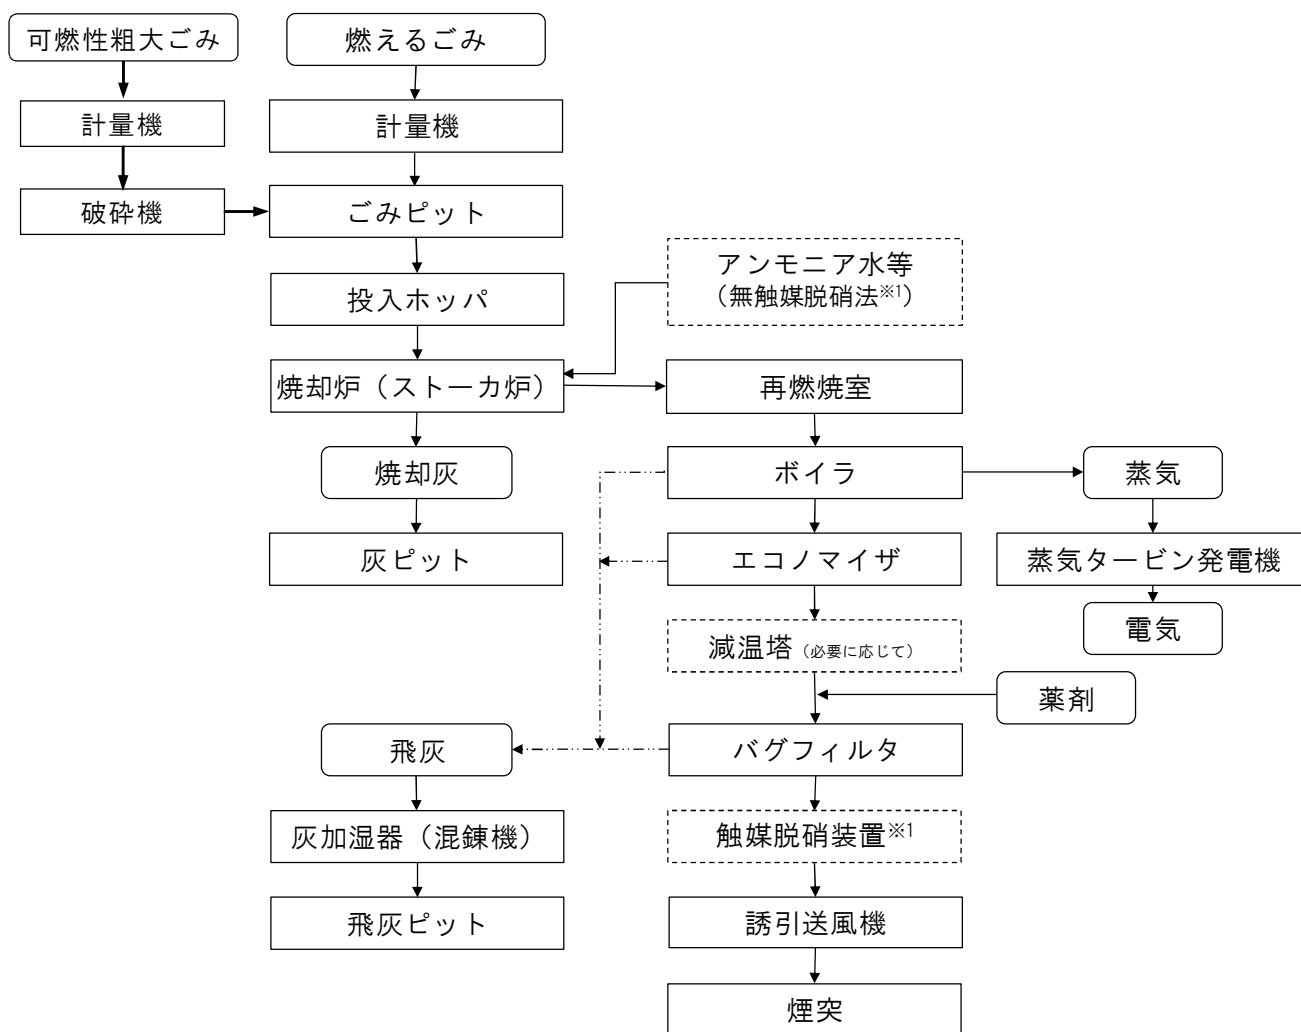 可燃性粗大ごみ
燃えるごみ
計量機
計量機
破砕機
ごみピット
アンモニア水等
（無触媒脱硝法※1）
投入ホッパ
焼却炉（ストーカ炉）
再燃焼室
焼却灰
ボイラ
蒸気
灰ピット
エコノマイザ
蒸気タービン発電機
電気
減温塔（必要に応じて）
薬剤
飛灰
バグフィルタ
灰加湿器（混錬機）
触媒脱硝装置※1
飛灰ピット
誘引送風機
煙突